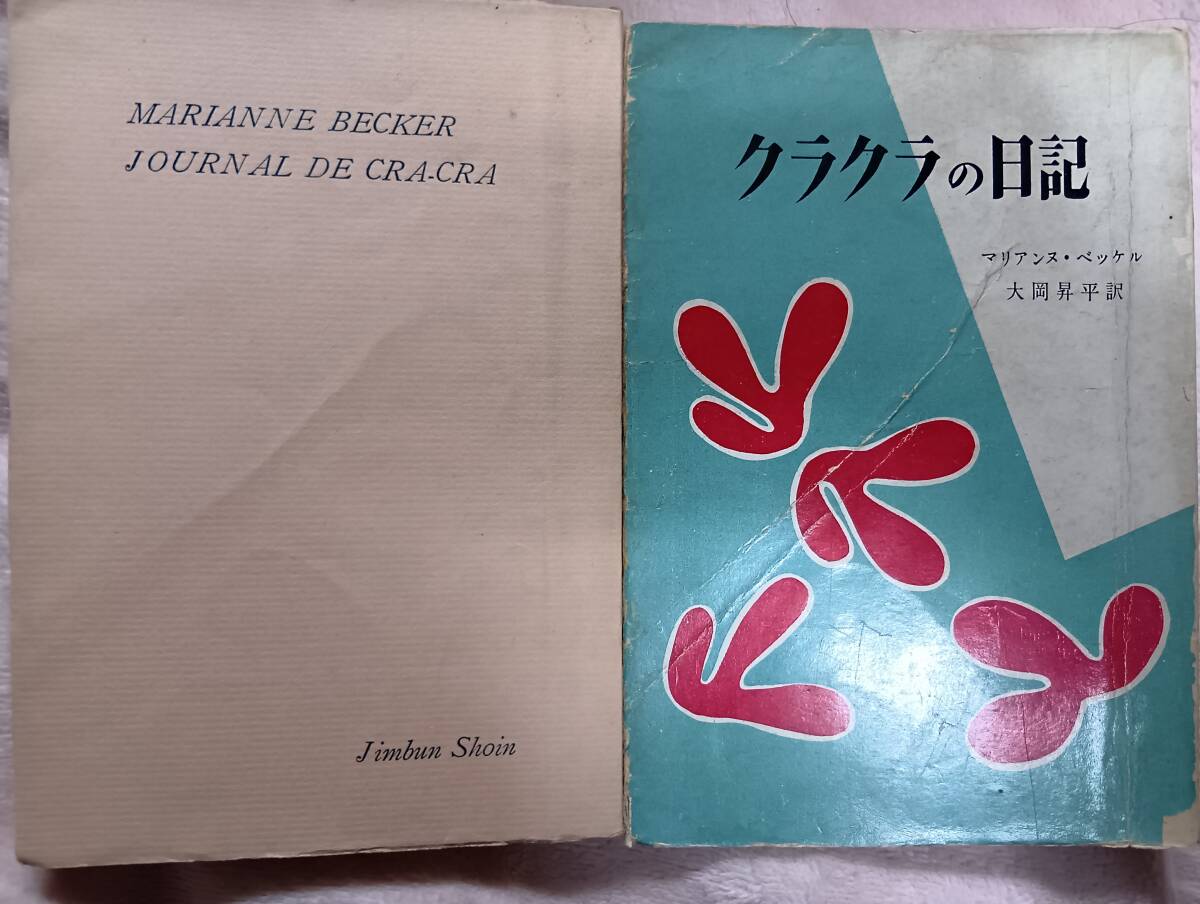 MARIANNE BECKER
JOURNAL DE CRA-CRA
Jimbun Shoin
クラクラの日記
マリアンヌ・ベッケル
大岡昇平訳